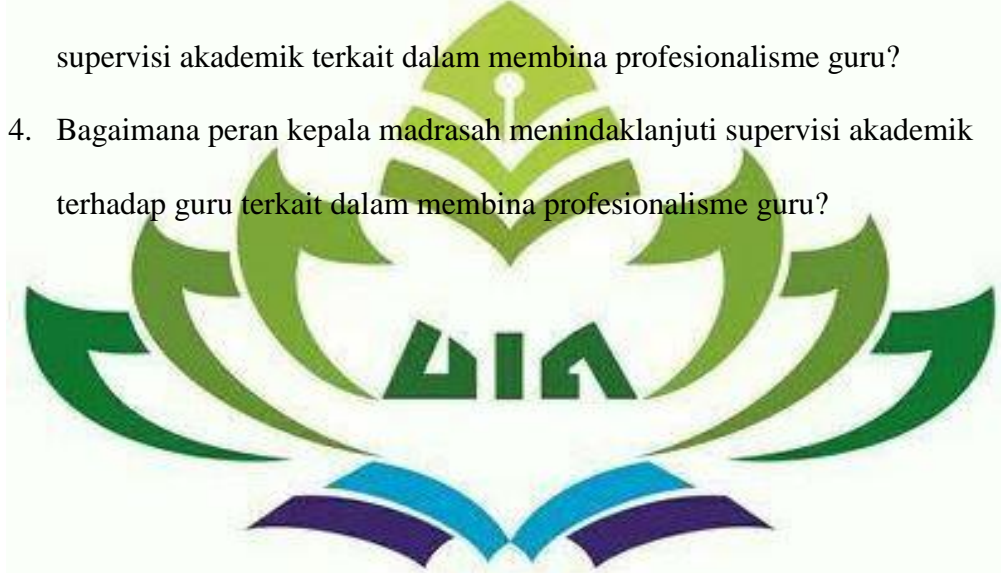 supervisi akademik terkait dalam membina profesionalisme guru?
4. Bagaimana peran kepala madrasah menindaklanjuti supervisi akademik
terhadap guru terkait dalam membina profesionalisme guru?
UIN